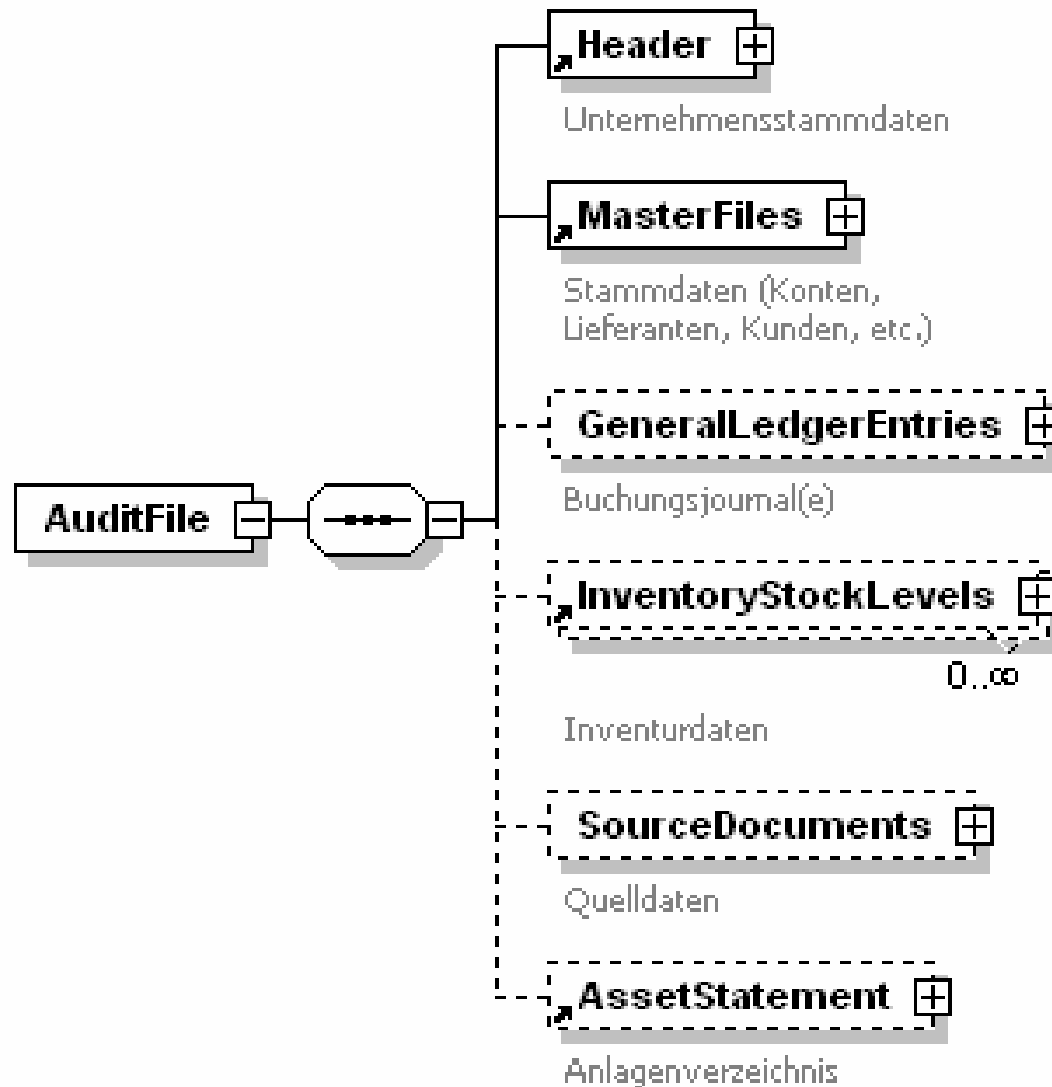 Header
Unternehmensstammdaten
MasterFiles
Stammdaten (Konten,
Lieferanten, Kunden, etc.)
GeneralLedgerEntries
Buchungsjournal(e)
AuditFile
InventoryStockLevels
0..∞
Inventurdaten
SourceDocuments
Quelldaten
AssetStatement
Anlagenverzeichnis